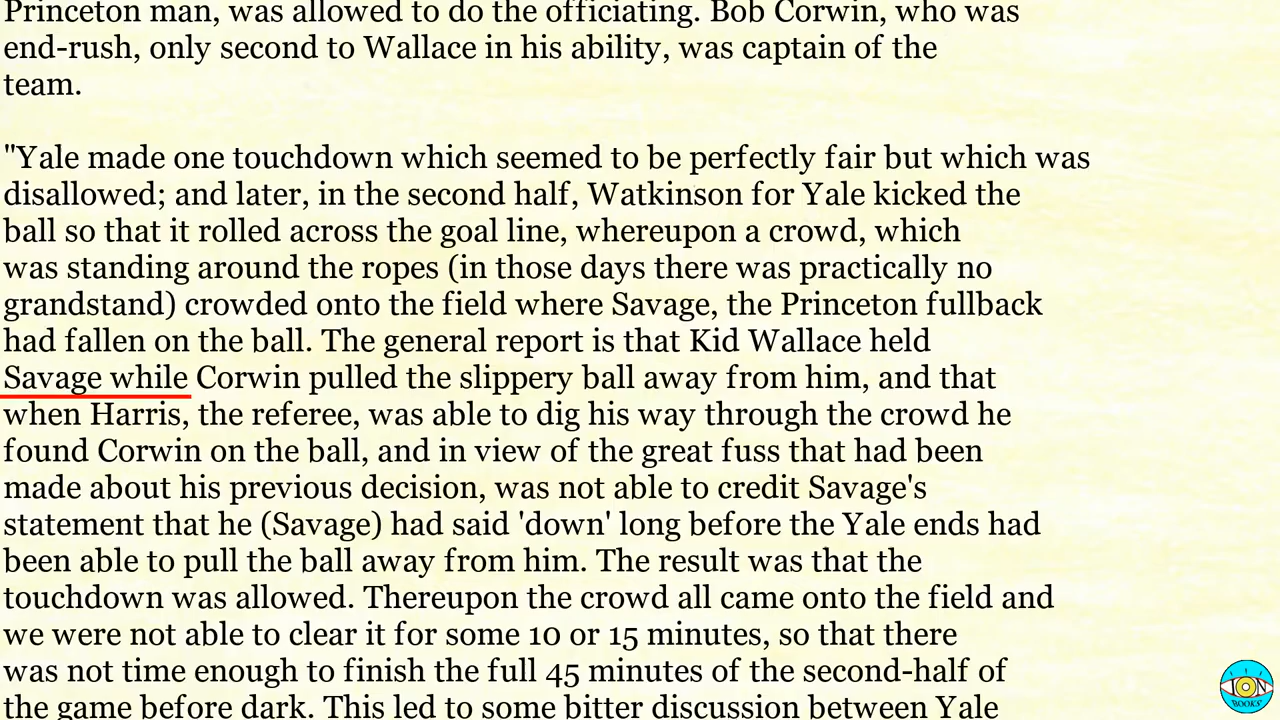 Princeton man, was allowed to do the officiating. Bob Corwin, who was
end-rush, only second to Wallace in his ability, was captain of the
team.
"Yale made one touchdown which seemed to be perfectly fair but which was
disallowed; and later, in the second half, Watkinson for Yale kicked the
ball so that it rolled across the goal line, whereupon a crowd, which
was standing around the ropes (in those days there was practically no
grandstand) crowded onto the field where Savage, the Princeton fullback
had fallen on the ball. The general report is that Kid Wallace held
Savage while Corwin pulled the slippery ball away from him, and that
when Harris, the referee, was able to dig his way through the crowd he
found Corwin on the ball, and in view of the great fuss that had been
made about his previous decision, was not able to credit Savage's
statement that he (Savage) had said 'down' long before the Yale ends had
been able to pull the ball away from him. The result was that the
touchdown was allowed. Thereupon the crowd all came onto the field and
we were not able to clear it for some 10 or 15 minutes, so that there
was not time enough to finish the full 45 minutes of the second-half of
the game before dark. This led to some bitter discussion between Yale
ION
BOOKS